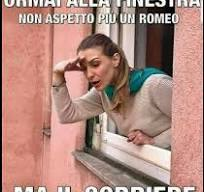 ORMAI ALLA FINESTRA
NON ASPETTO PIÙ UN ROMEO
MA IL CORRIERE